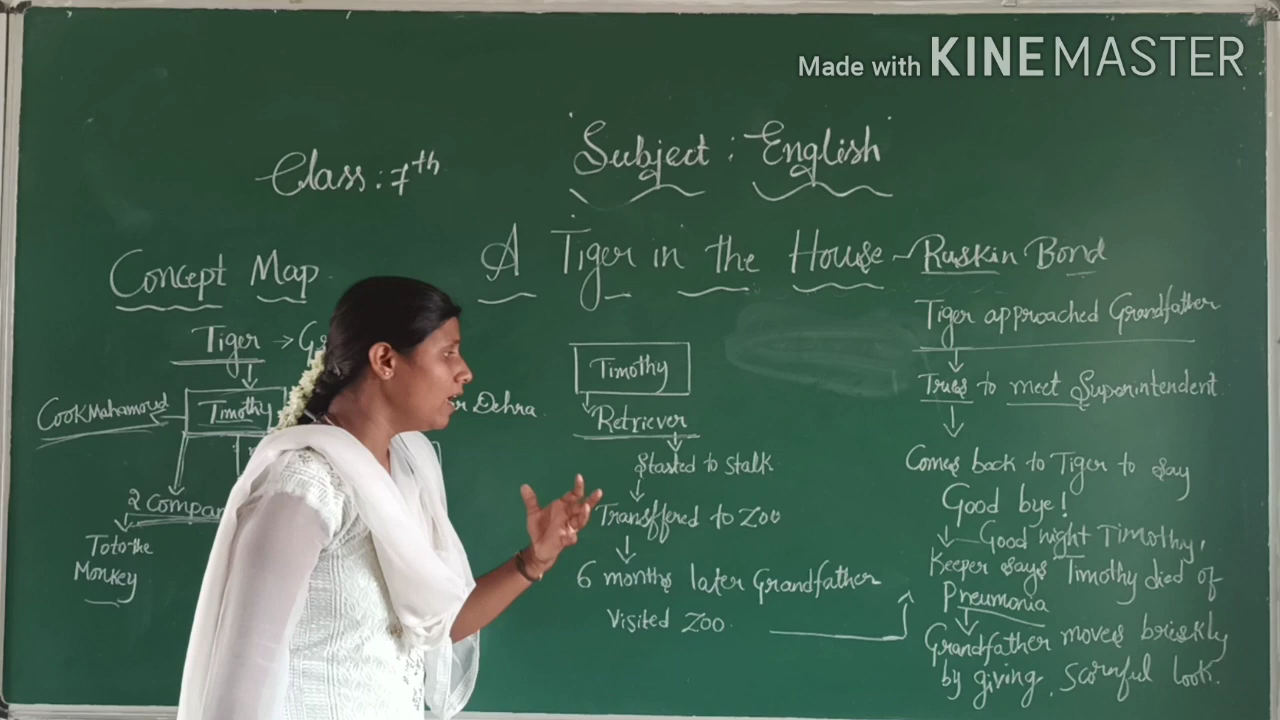 Made with KINEMASTER
Class : 7th
Subject : English
A Tiger in the House ~ Ruskin Bond
Concept Map
Tiger → G
Cook Mahamoud
Timothy
Dehra
2 Compan
Toto the
Monkey
Timothy
Retriever
Started to Stalk
Transffered to Zoo
6 months later Grandfather
Visited Zoo.
Tiger approached Grandfather
Tries to meet Superintendent
Comes back to Tiger to say
Good bye!
Good night Timothy,
Keeper says Timothy died of
Pneumonia
Grandfather moves briskly
by giving scornful look.